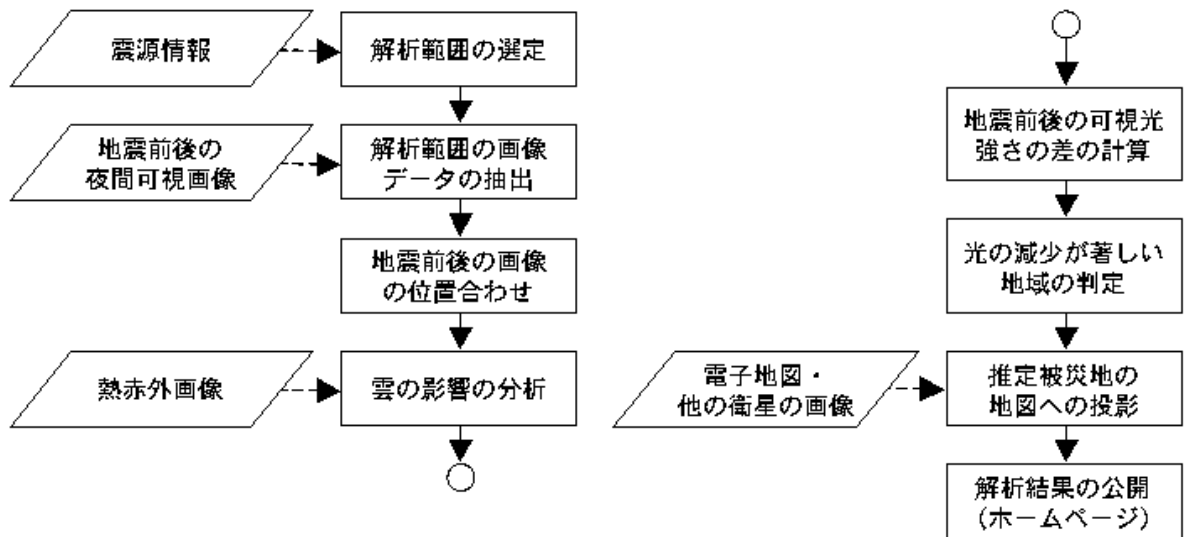 震源情報
解析範囲の選定
地震前後の
夜間可視画像
解析範囲の画像
データの抽出
地震前後の画像
の位置合わせ
熱赤外画像
雲の影響の分析
地震前後の可視光
強さの差の計算
光の減少が著しい
地域の判定
電子地図・
他の衛星の画像
推定被災地の
地図への投影
解析結果の公開
(ホームページ)